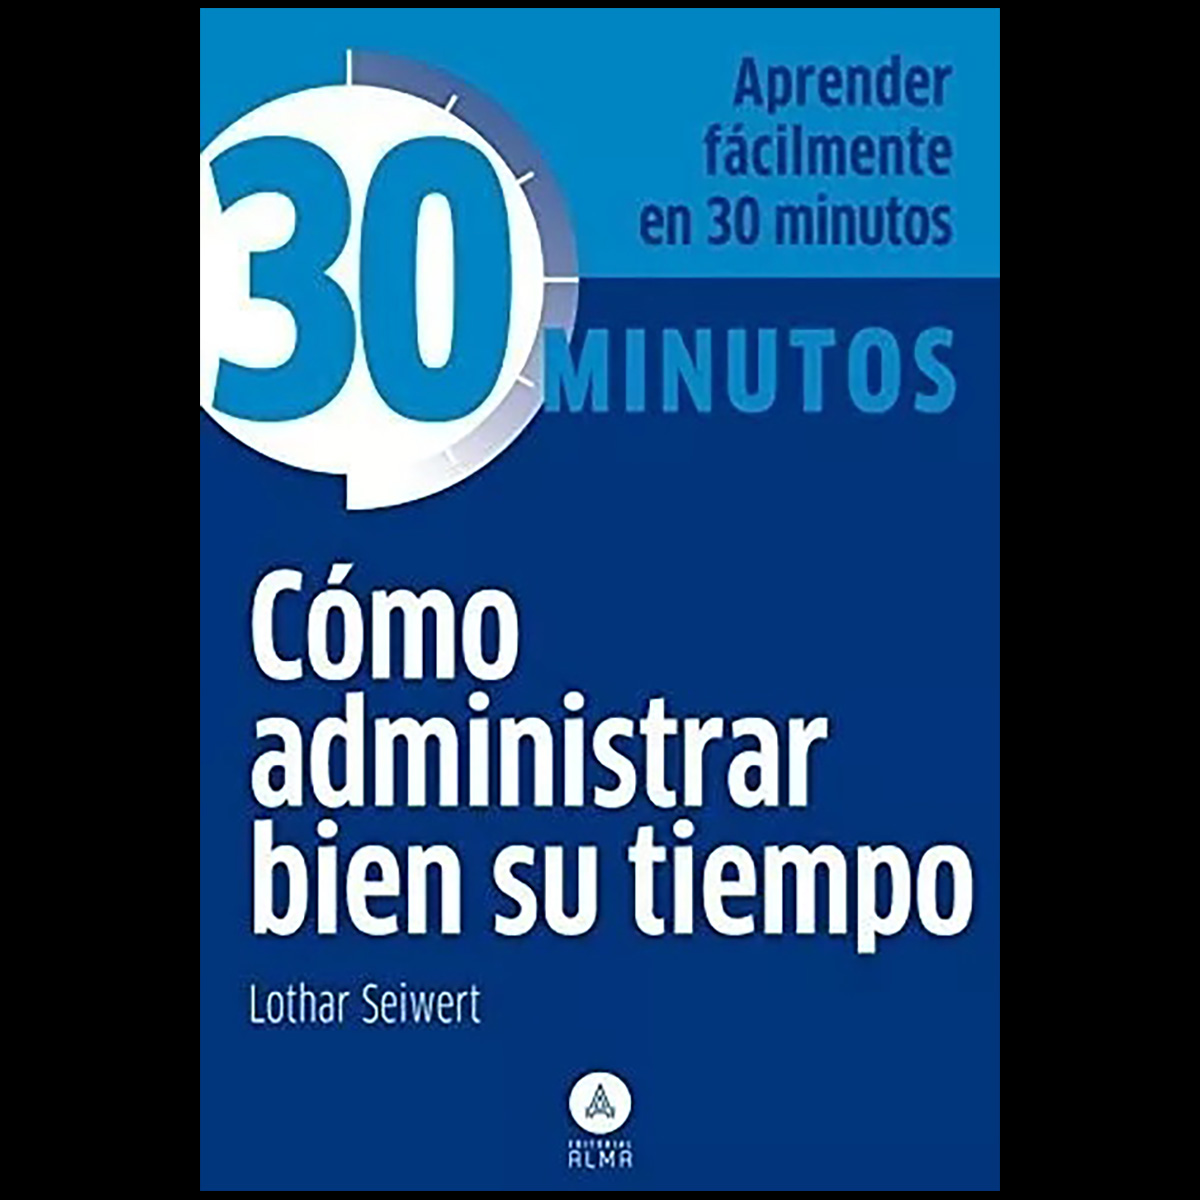 Aprender
fácilmente
en 30 minutos
30
MINUTOS
Cómo
administrar
bien su tiempo
Lothar Seiwert
EDITORIAL
ALMA